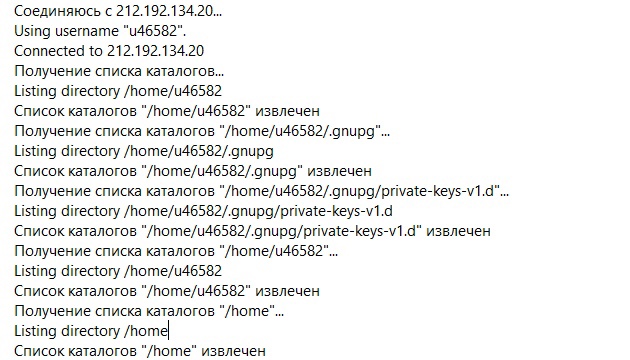 Соединяюсь с 212.192.134.20...
Using username "u46582".
Connected to 212.192.134.20
Получение списка каталогов...
Listing directory /home/u46582
Список каталогов "/home/u46582" извлечен
Получение списка каталогов "/home/u46582/.gnupg"...
Listing directory /home/u46582/.gnupg
Список каталогов "/home/u46582/.gnupg" извлечен
Получение списка каталогов "/home/u46582/.gnupg/private-keys-v1.d"...
Listing directory /home/u46582/.gnupg/private-keys-v1.d
Список каталогов "/home/u46582/.gnupg/private-keys-v1.d" извлечен
Получение списка каталогов "/home/u46582"...
Listing directory /home/u46582
Список каталогов "/home/u46582" извлечен
Получение списка каталогов "/home"...
Listing directory /home
Список каталогов "/home" извлечен